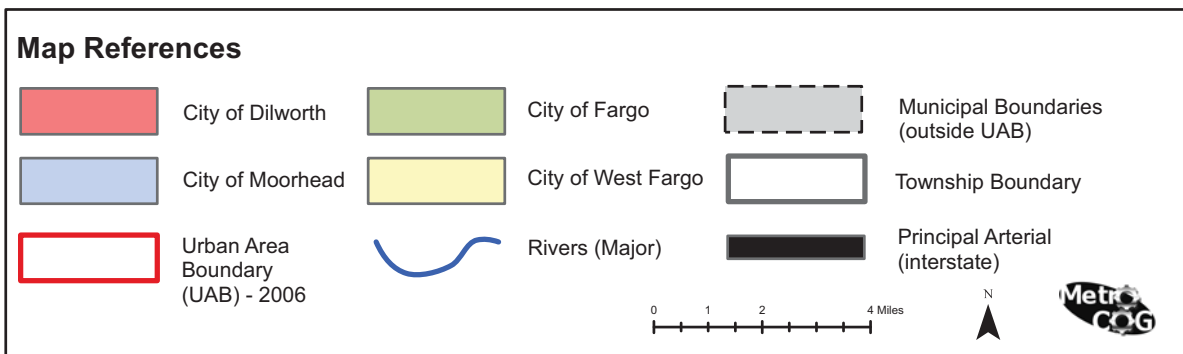 Map References
City of Dilworth
City of Fargo
Municipal Boundaries
(outside UAB)
City of Moorhead
City of West Fargo
Township Boundary
Urban Area
Boundary
(UAB) - 2006
Rivers (Major)
Principal Arterial
(interstate)
0 1 2 4 Miles
N
Metro
COG